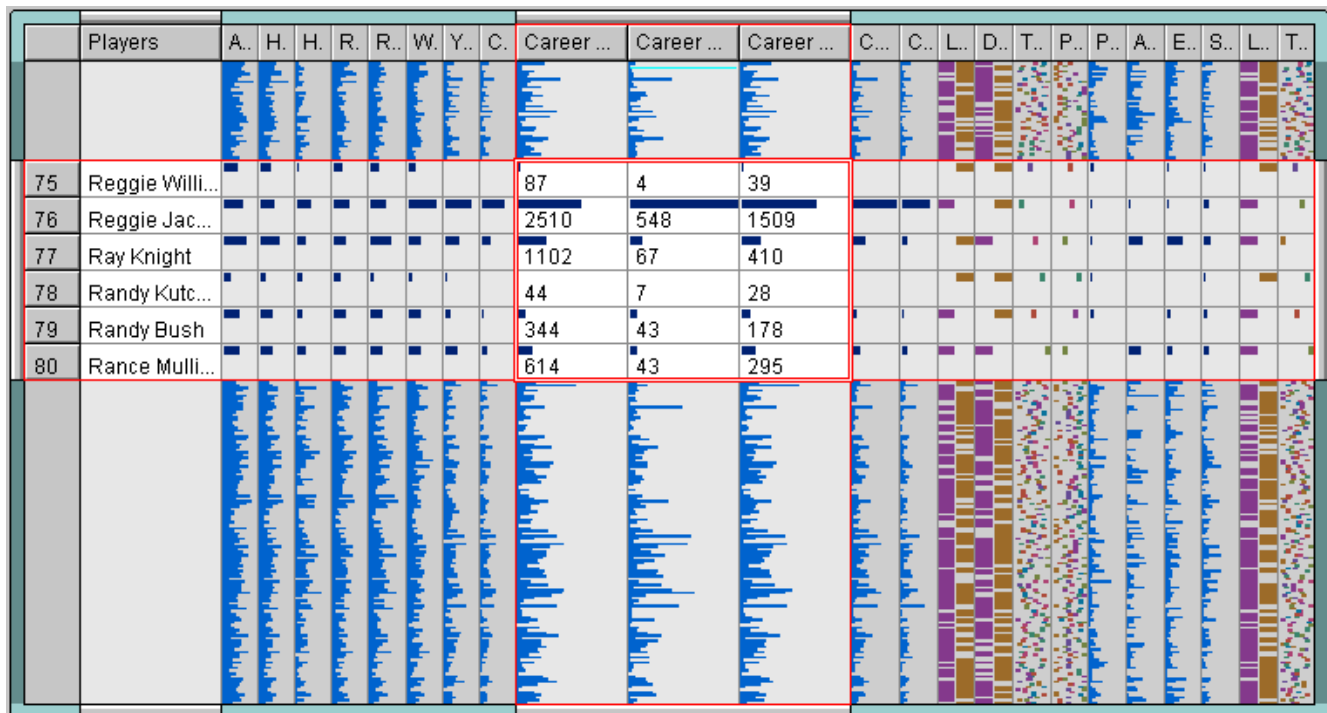 Players A.. H. H. R. R.. W. Y.. C. Career ... Career ... Career ... C... C.. L... D.. T.. P.. P.. A.. E.. S.. L... T..
75 Reggie Willi... 87 4 39
76 Reggie Jac... 2510 548 1509
77 Ray Knight 1102 67 410
78 Randy Kutc... 44 7 28
79 Randy Bush 344 43 178
80 Rance Mulli... 614 43 295